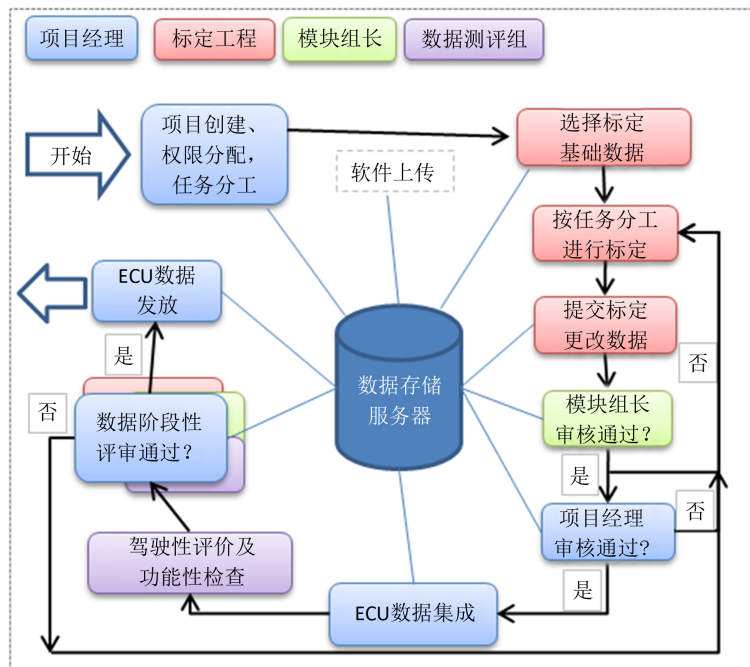 项目经理
标定工程
模块组长
数据测评组
开始
项目创建、
权限分配,
任务分工
软件上传
选择标定
基础数据
按任务分工
进行标定
ECU数据
发放
提交标定
更改数据
是
否
否
数据存储
服务器
模块组长
审核通过?
数据阶段性
评审通过?
是
否
项目经理
审核通过?
驾驶性评价及
功能性检查
是
ECU数据集成